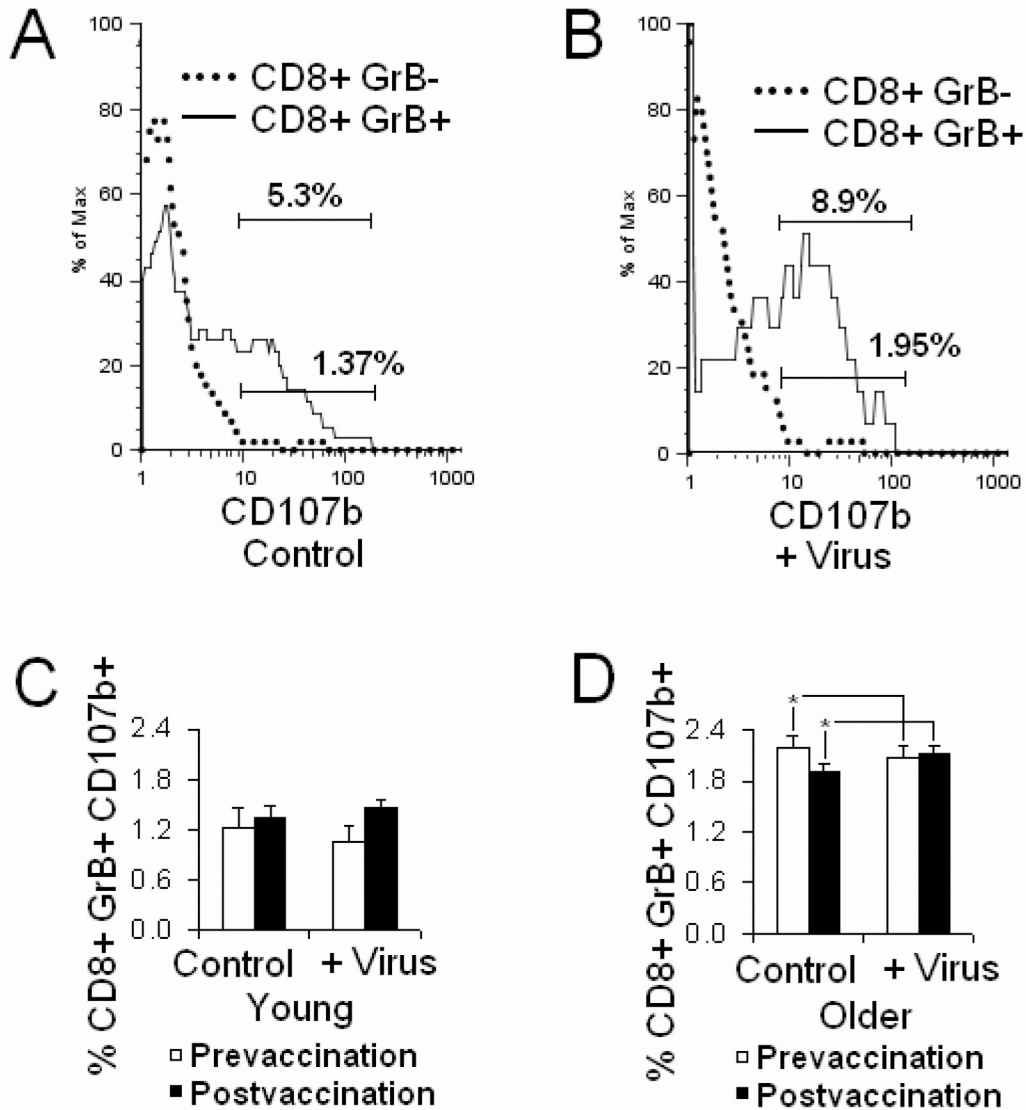 A
100
80
60
40
20
0
% of Max
CD8+ GrB-
CD8+ GrB+
5.3%
1.37%
1
10
100
1000
CD107b
Control
B
100
80
60
40
20
0
% of Max
CD8+ GrB-
CD8+ GrB+
8.9%
1.95%
1
10
100
1000
CD107b
+ Virus
C
% CD8+ GrB+ CD107b+
2.4
1.8
1.2
0.6
0.0
Control + Virus
Young
Prevaccination
Postvaccination
D
% CD8+ GrB+ CD107b+
2.4
1.8
1.2
0.6
0.0
*
*
Control + Virus
Older
Prevaccination
Postvaccination